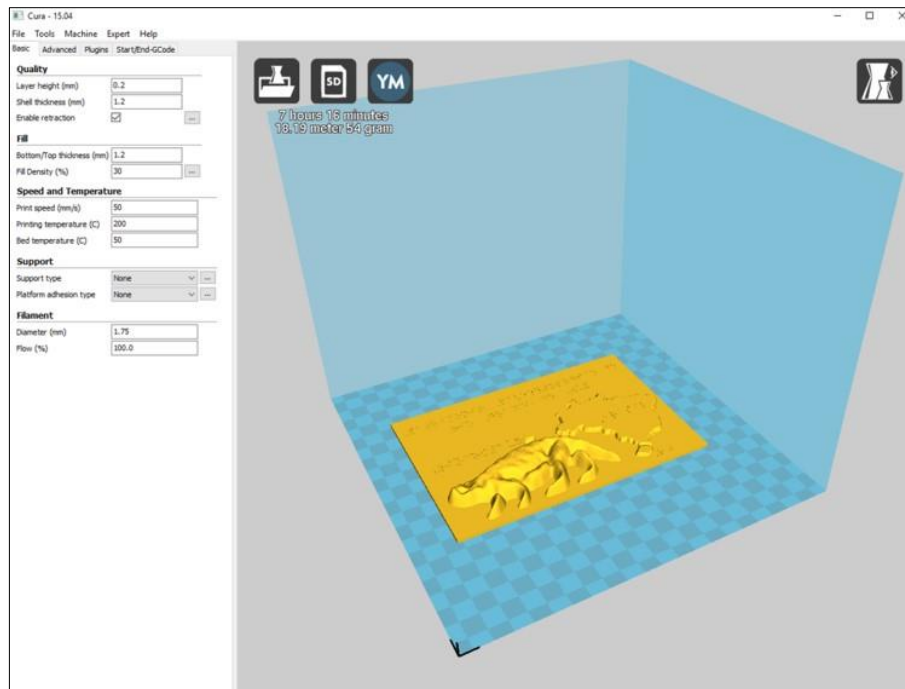 Cura - 15.04
File Tools Machine Expert Help
Basic Advanced Plugins Start/End-GCode
Quality
Layer height (mm) 0.2
Shell thickness (mm) 1.2
Enable retraction ...
Fill
Bottom/Top thickness (mm) 1.2
Fill Density (%) 30 ...
Speed and Temperature
Print speed (mm/s) 50
Printing temperature (C) 200
Bed temperature (C) 50
Support
Support type None ...
Platform adhesion type None ...
Filament
Diameter (mm) 1.75
Flow (%) 100.0
SD
YM
7 hours 16 minutes
18.19 meter 54 gram